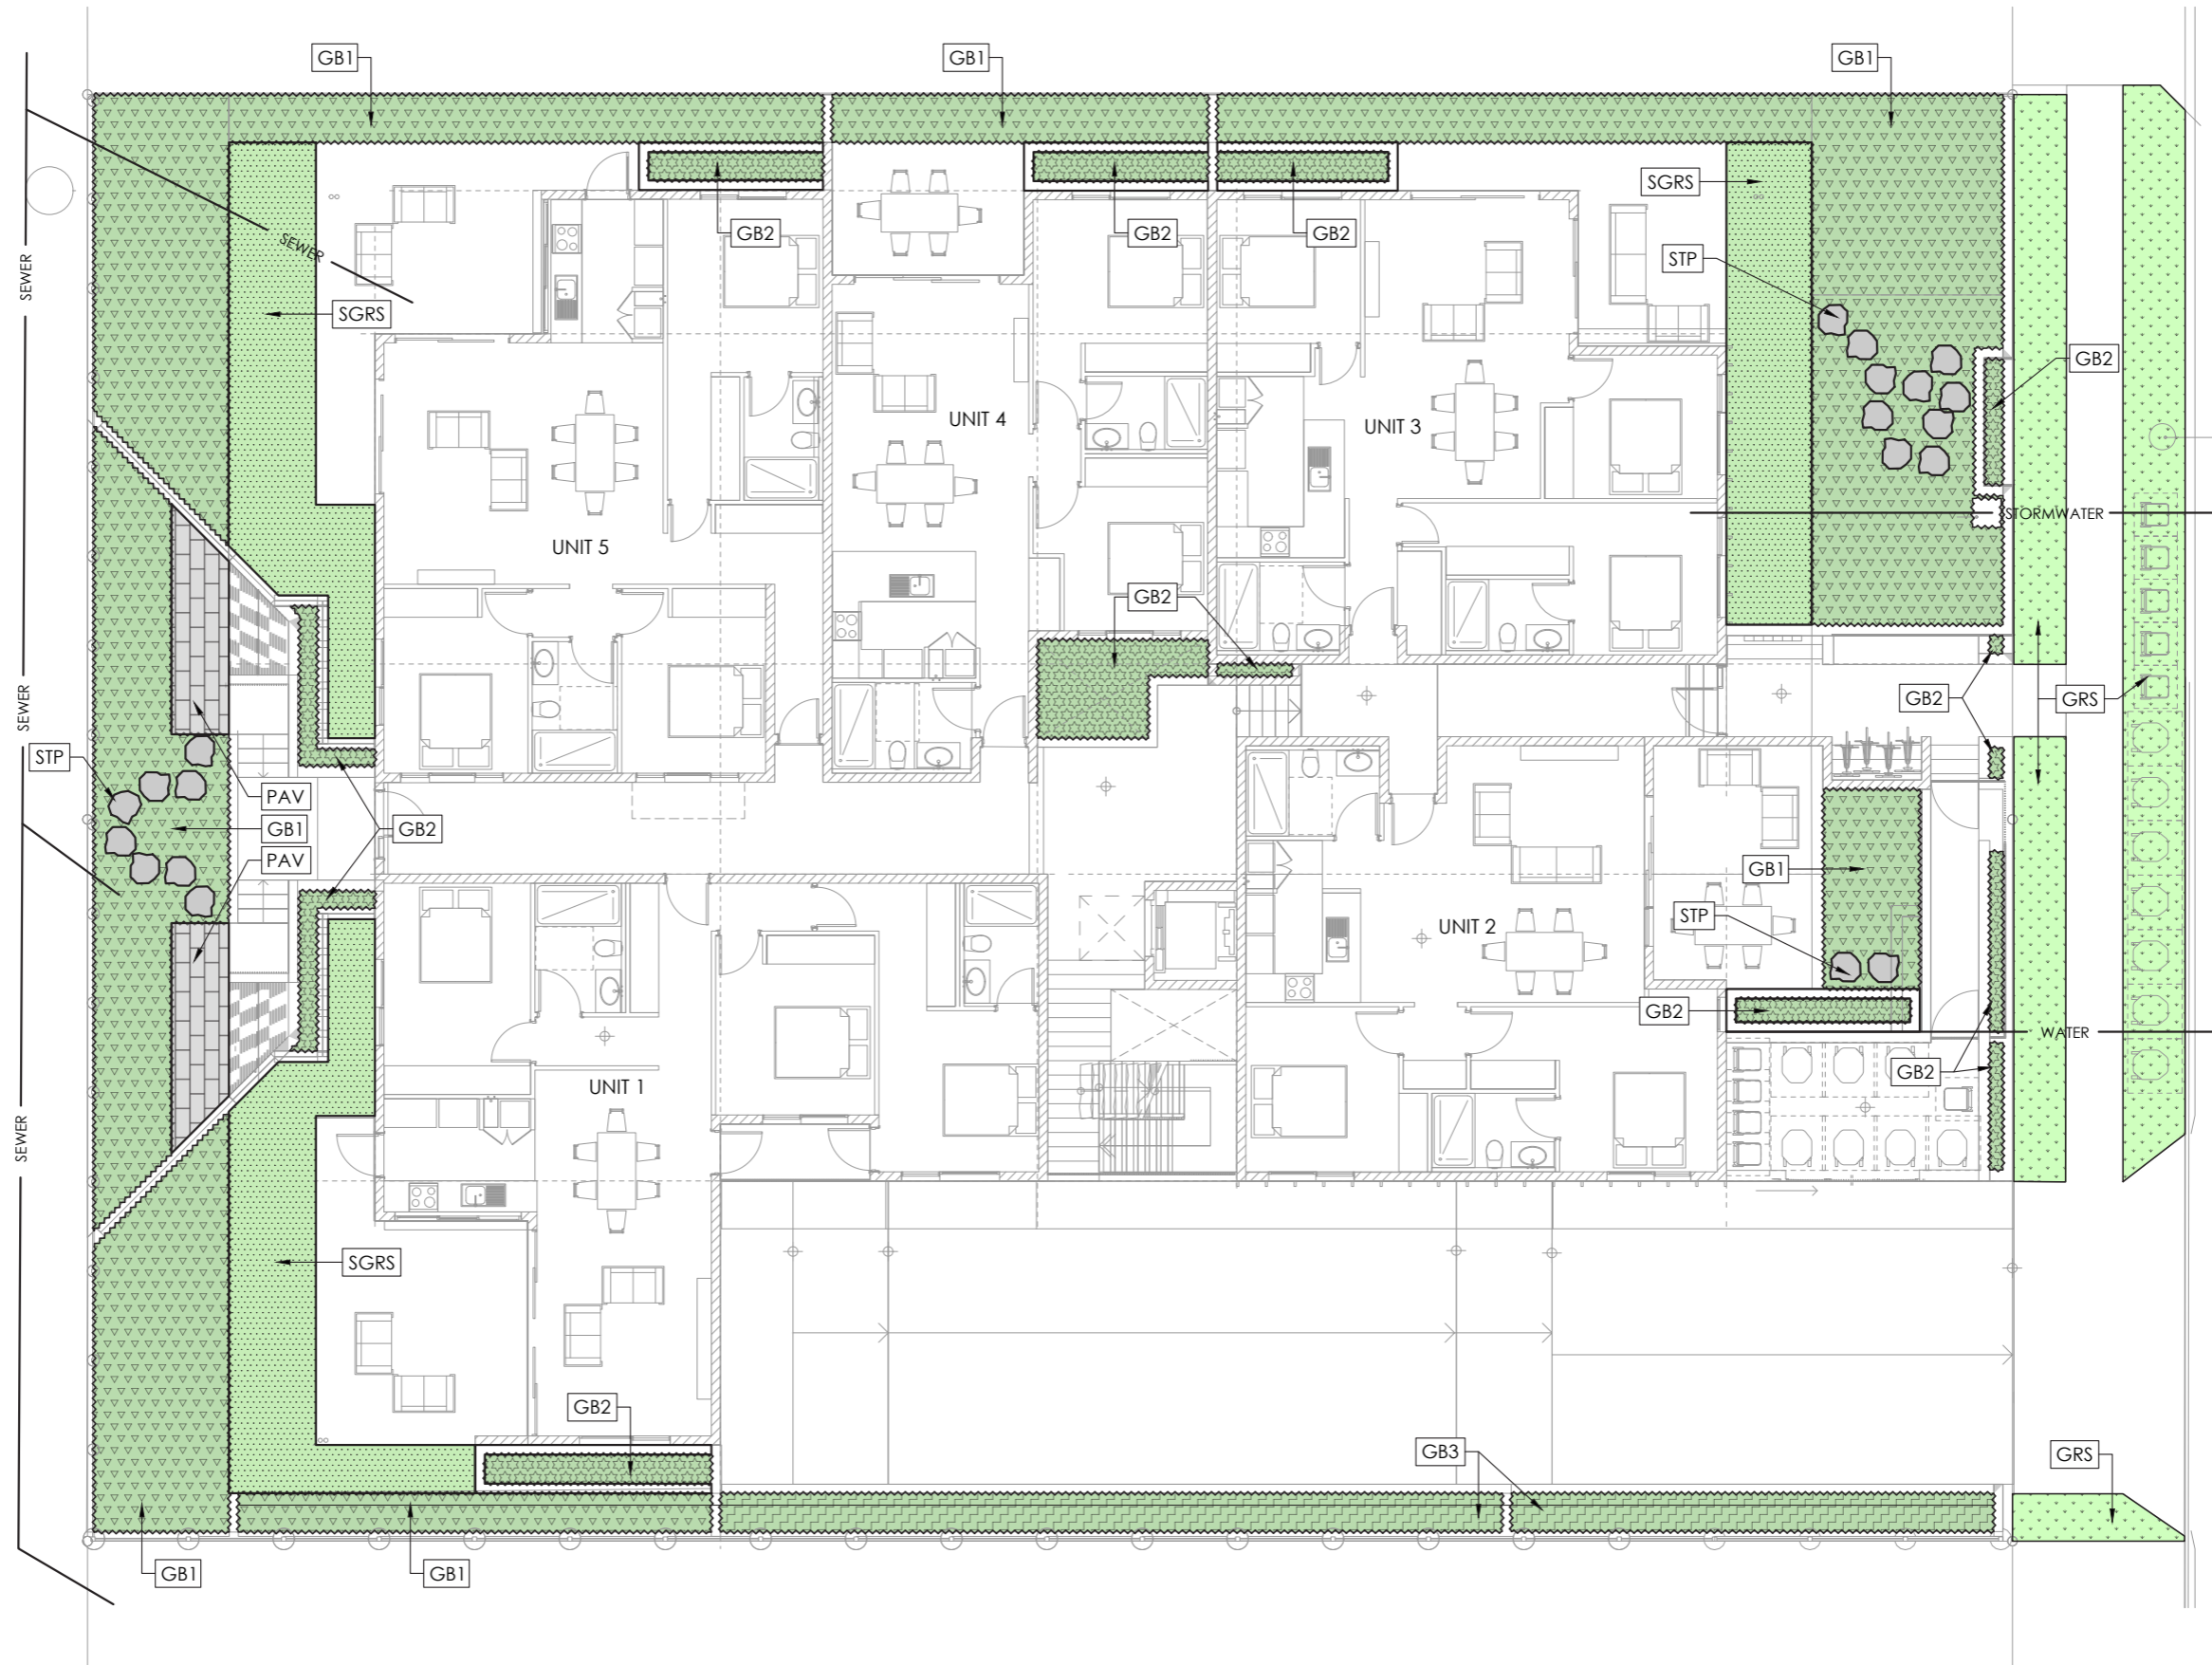 GB1
GB1
GB1
SGRS
GB2
GB2
GB2
SEWER
STP
SEWER
SGRS
GB2
UNIT 4
UNIT 3
STORMWATER
UNIT 5
GB2
GB2
GRS
SEWER
STP
PAV
GB1
GB2
PAV
GB1
STP
UNIT 2
GB2
WATER
GB2
UNIT 1
SEWER
SGRS
GB2
GB3
GRS
GB1
GB1